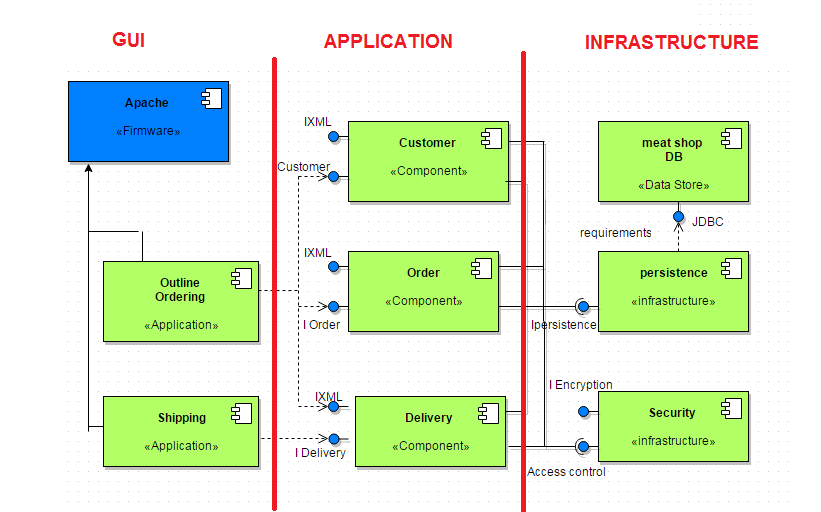 GUI
APPLICATION
INFRASTRUCTURE
Apache
«Firmware»
IXML
Customer
«Component»
Customer
meat shop
DB
«Data Store»
JDBC
requirements
IXML
Order
«Component»
I Order
Outline
Ordering
«Application»
persistence
«infrastructure»
Ipersistence
Shipping
«Application»
IXML
Delivery
«Component»
I Delivery
I Encryption
Security
«infrastructure»
Access control